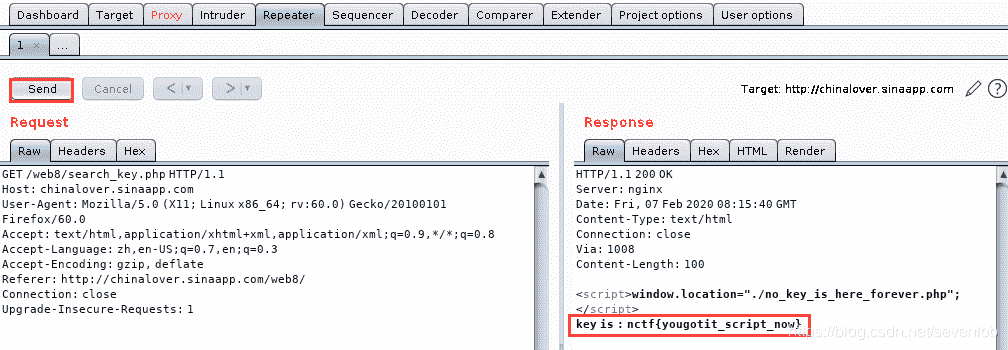 Dashboard Target Proxy Intruder Repeater Sequencer Decoder Comparer Extender Project options User options
1 × ...
Send Cancel < > Target: http://chinalover.sinaapp.com ?
Request
Raw Headers Hex
GET /web8/search_key.php HTTP/1.1
Host: chinalover.sinaapp.com
User-Agent: Mozilla/5.0 (X11; Linux x86_64; rv:60.0) Gecko/20100101
Firefox/60.0
Accept: text/html,application/xhtml+xml,application/xml;q=0.9,*/*;q=0.8
Accept-Language: zh,en-US;q=0.7,en;q=0.3
Accept-Encoding: gzip, deflate
Referer: http://chinalover.sinaapp.com/web8/
Connection: close
Upgrade-Insecure-Requests: 1
Response
Raw Headers Hex HTML Render
HTTP/1.1 200 OK
Server: nginx
Date: Fri, 07 Feb 2020 08:15:40 GMT
Content-Type: text/html
Connection: close
Via: 1008
Content-Length: 100
<script>window.location="./no_key_is_here_forever.php";
</script>
key is : nctf{yougotit_script_now}
https://blog.csdn.net/sevenlob